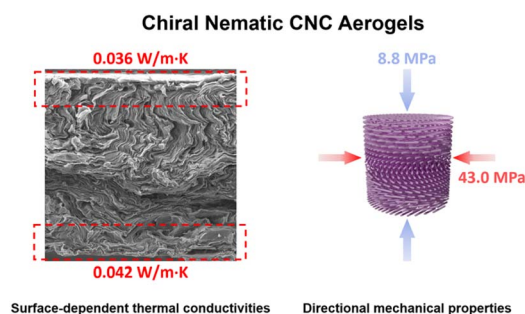 Chiral Nematic CNC Aerogels
0.036 W/m·K
8.8 MPa
43.0 MPa
0.042 W/m·K
Surface-dependent thermal conductivities
Directional mechanical properties